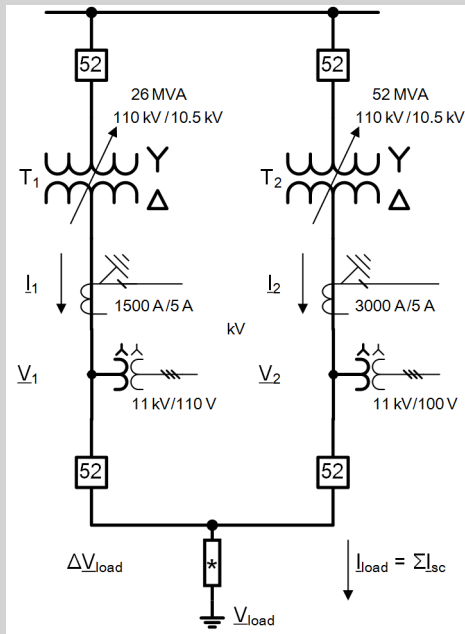 52
52
26 MVA
110 kV/10.5 kV
52 MVA
110 kV/10.5 kV
T1
Y
Δ
T2
Y
Δ
I1
1500 A/5 A
I2
3000 A/5 A
kV
V1
11 kV/110 V
V2
11 kV/100 V
52
52
ΔVload
*
Iload = ΣIsc
Vload